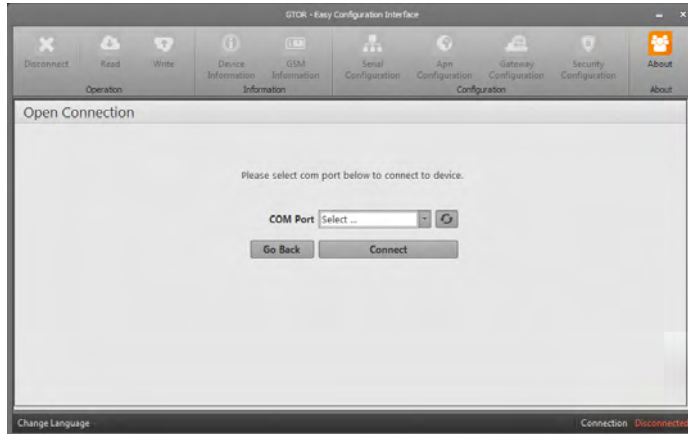 GTOR - Easy Configuration Interface
Disconnect Read Write Device Information GSM Information Serial Configuration Apn Configuration Gateway Configuration Security Configuration About
Operation Information Configuration About
Open Connection
Please select com port below to connect to device.
COM Port Select ...
Go Back Connect
Change Language Connection Disconnected